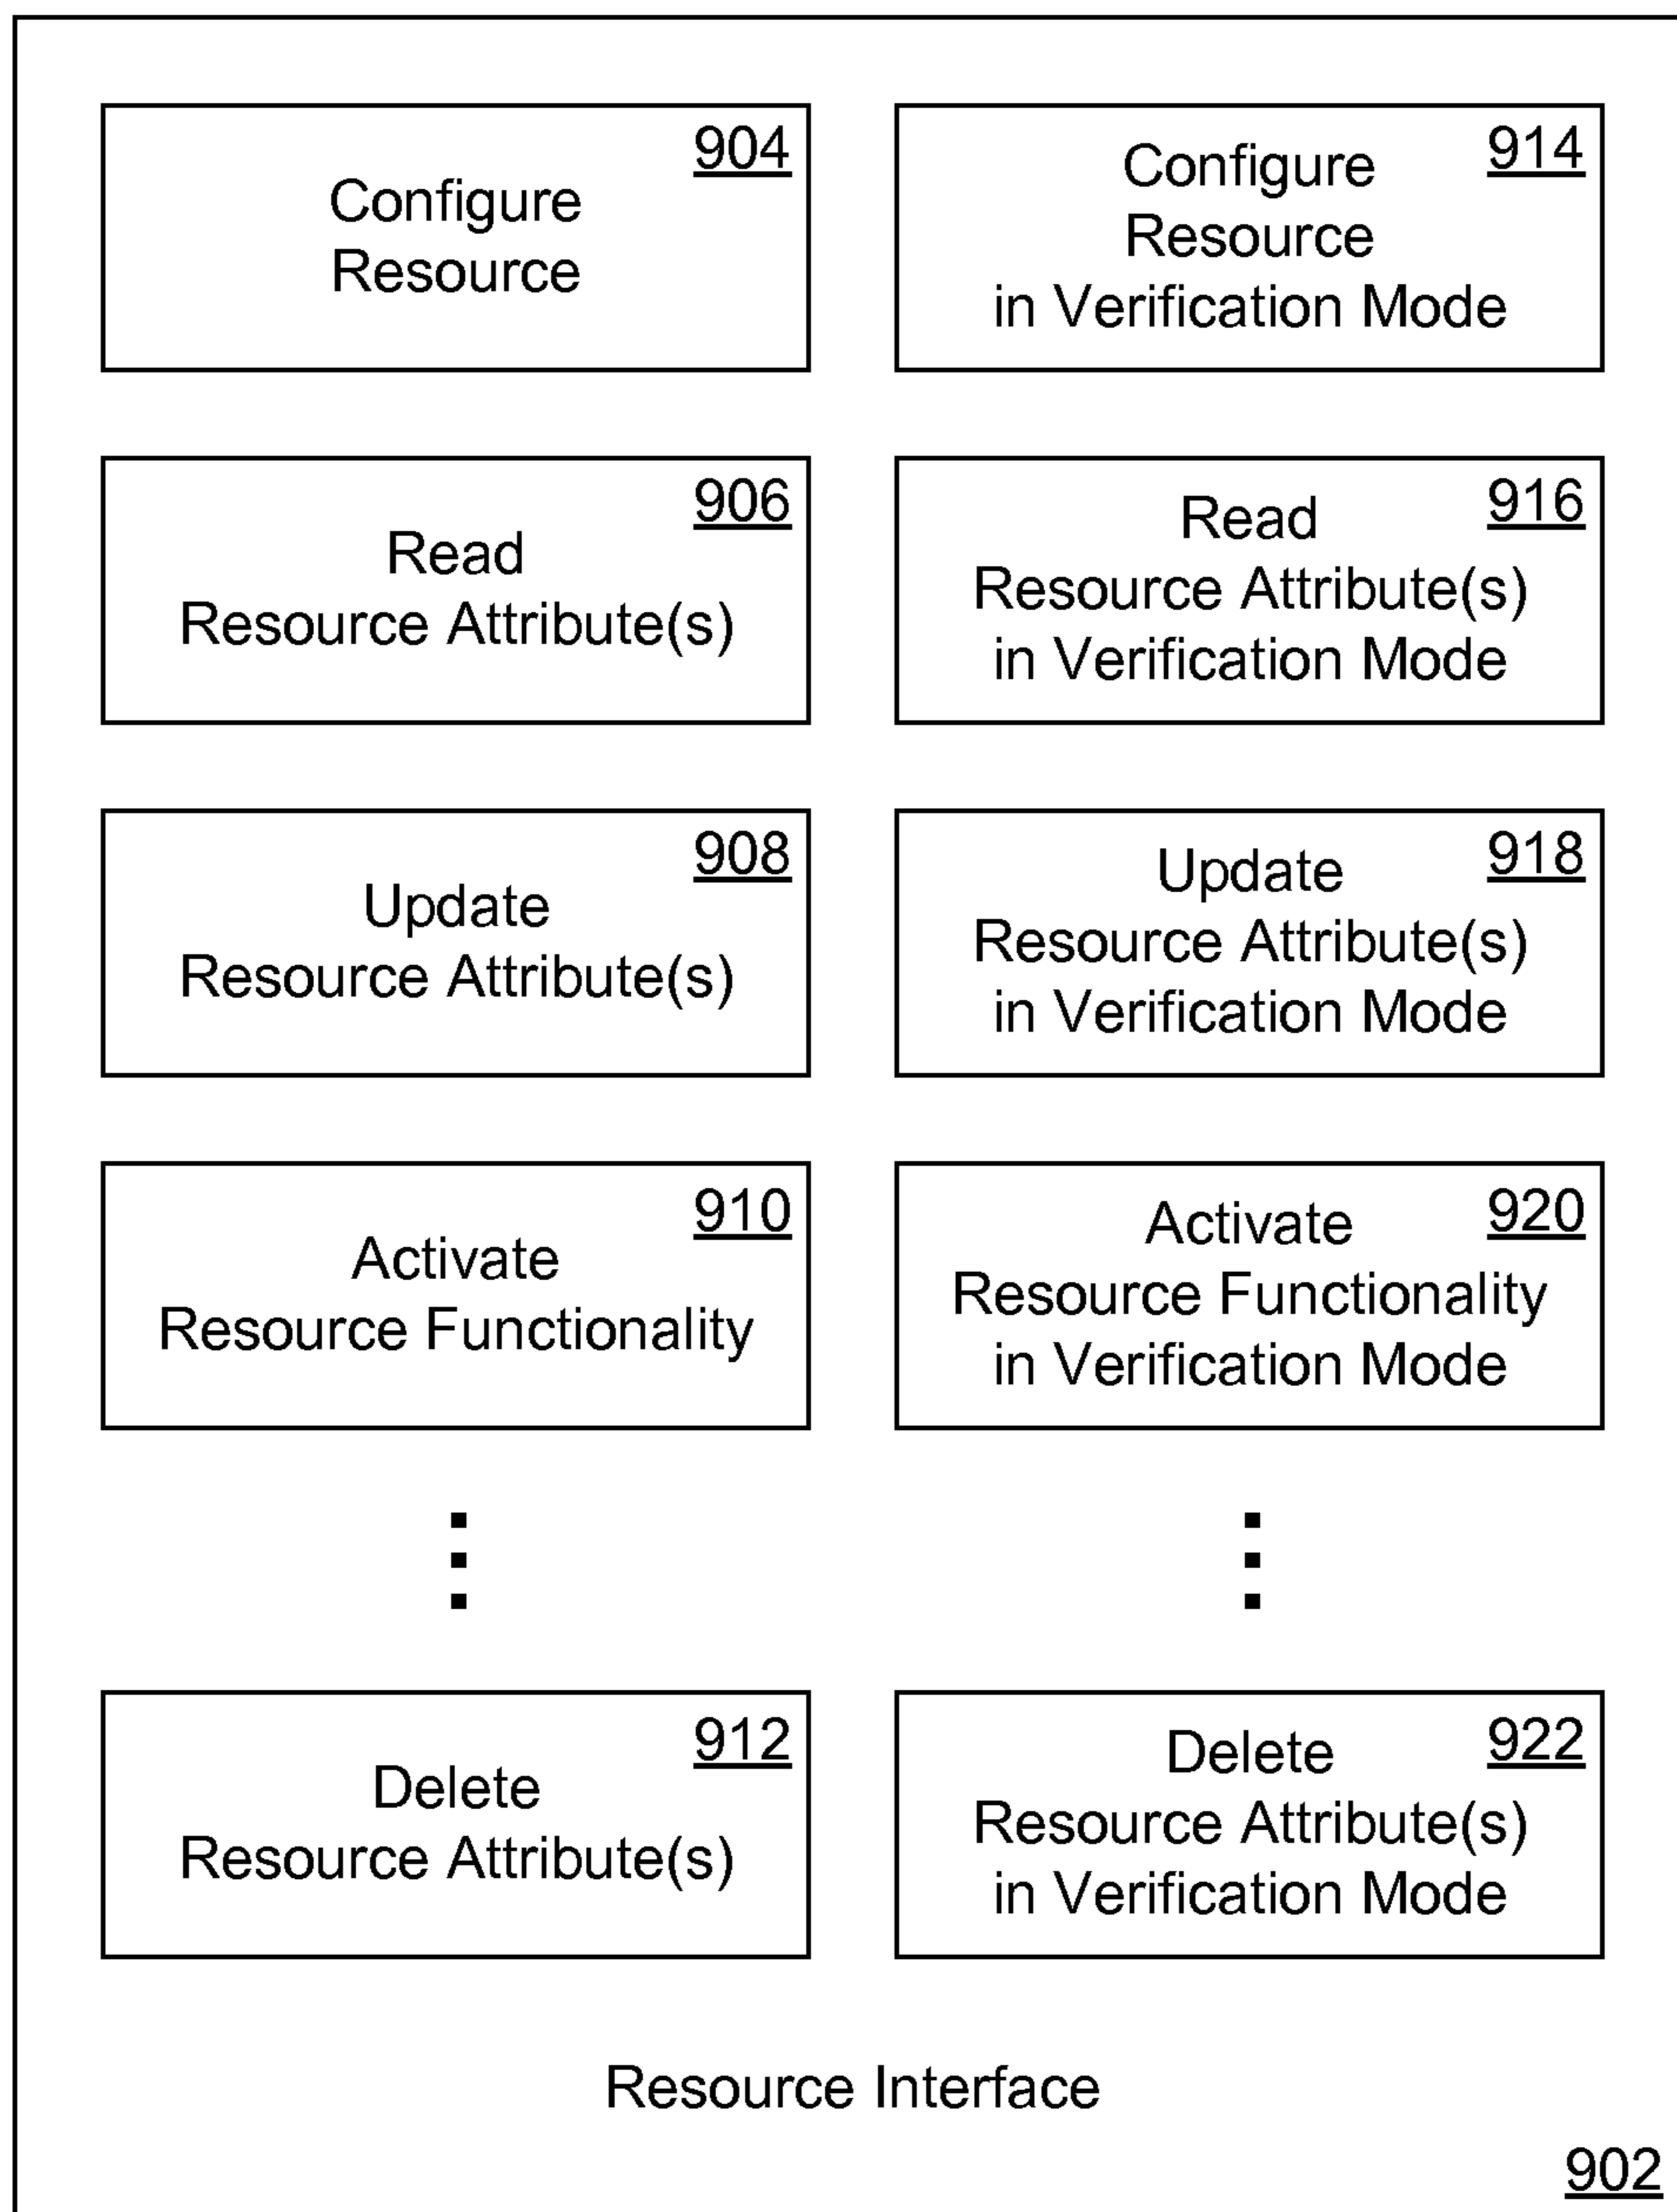 904
Configure
Resource
914
Configure
Resource
in Verification Mode
906
Read
Resource Attribute(s)
916
Read
Resource Attribute(s)
in Verification Mode
908
Update
Resource Attribute(s)
918
Update
Resource Attribute(s)
in Verification Mode
910
Activate
Resource Functionality
920
Activate
Resource Functionality
in Verification Mode
912
Delete
Resource Attribute(s)
922
Delete
Resource Attribute(s)
in Verification Mode
Resource Interface
902